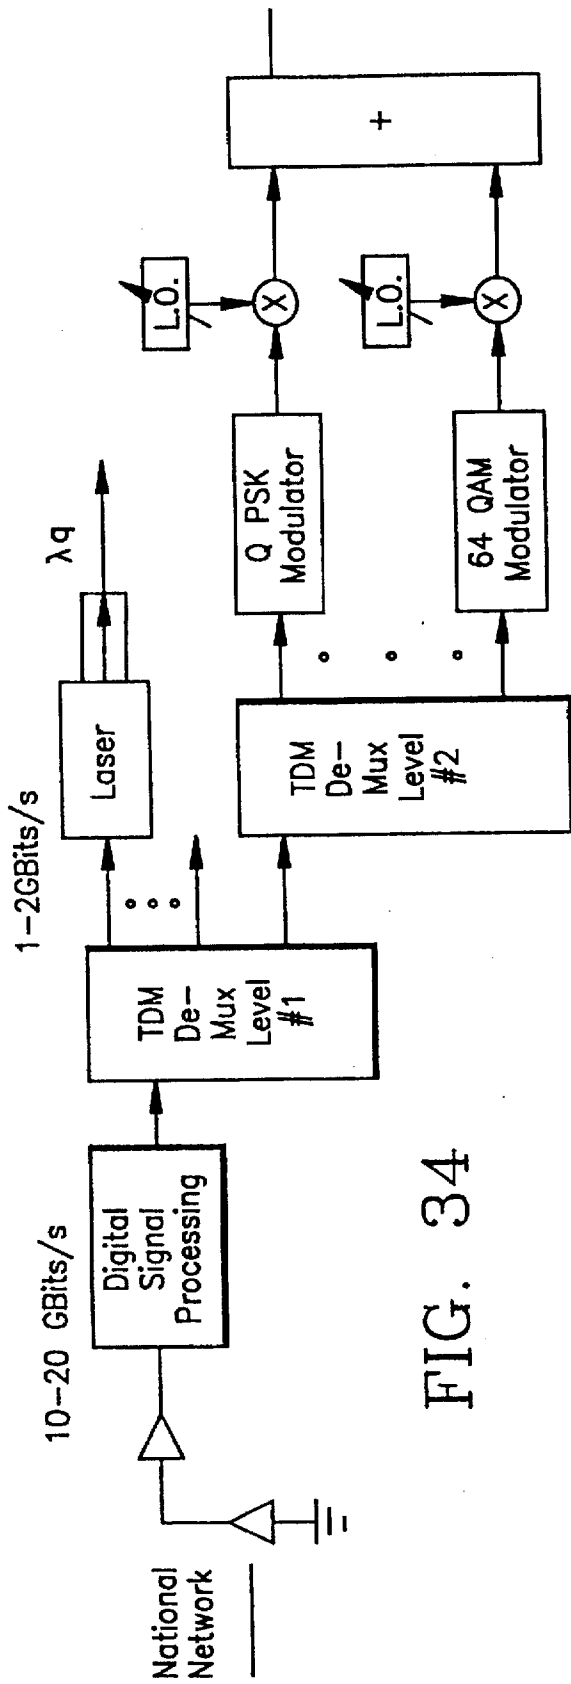 National
Network
10-20 GBits/s
Digital
Signal
Processing
TDM
De-
Mux
Level
#1
1-2GBits/s
Laser
λq
TDM
De-
Mux
Level
#2
Q PSK
Modulator
64 QAM
Modulator
L.O.
X
L.O.
X
+
FIG. 34